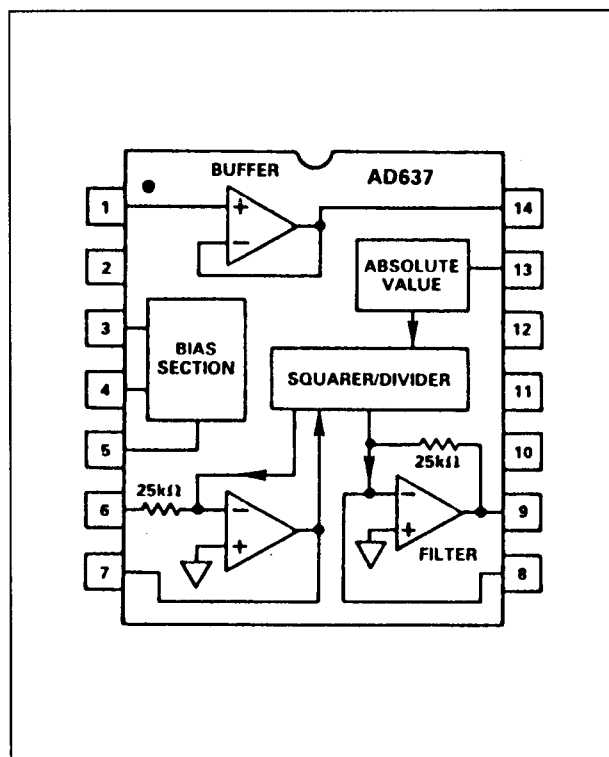 BUFFER
AD637
1
+
−
14
2
ABSOLUTE
VALUE
13
3
BIAS
SECTION
12
4
SQUARER/DIVIDER
11
5
10
6
25kΩ
−
+
25kΩ
−
+
9
7
FILTER
8